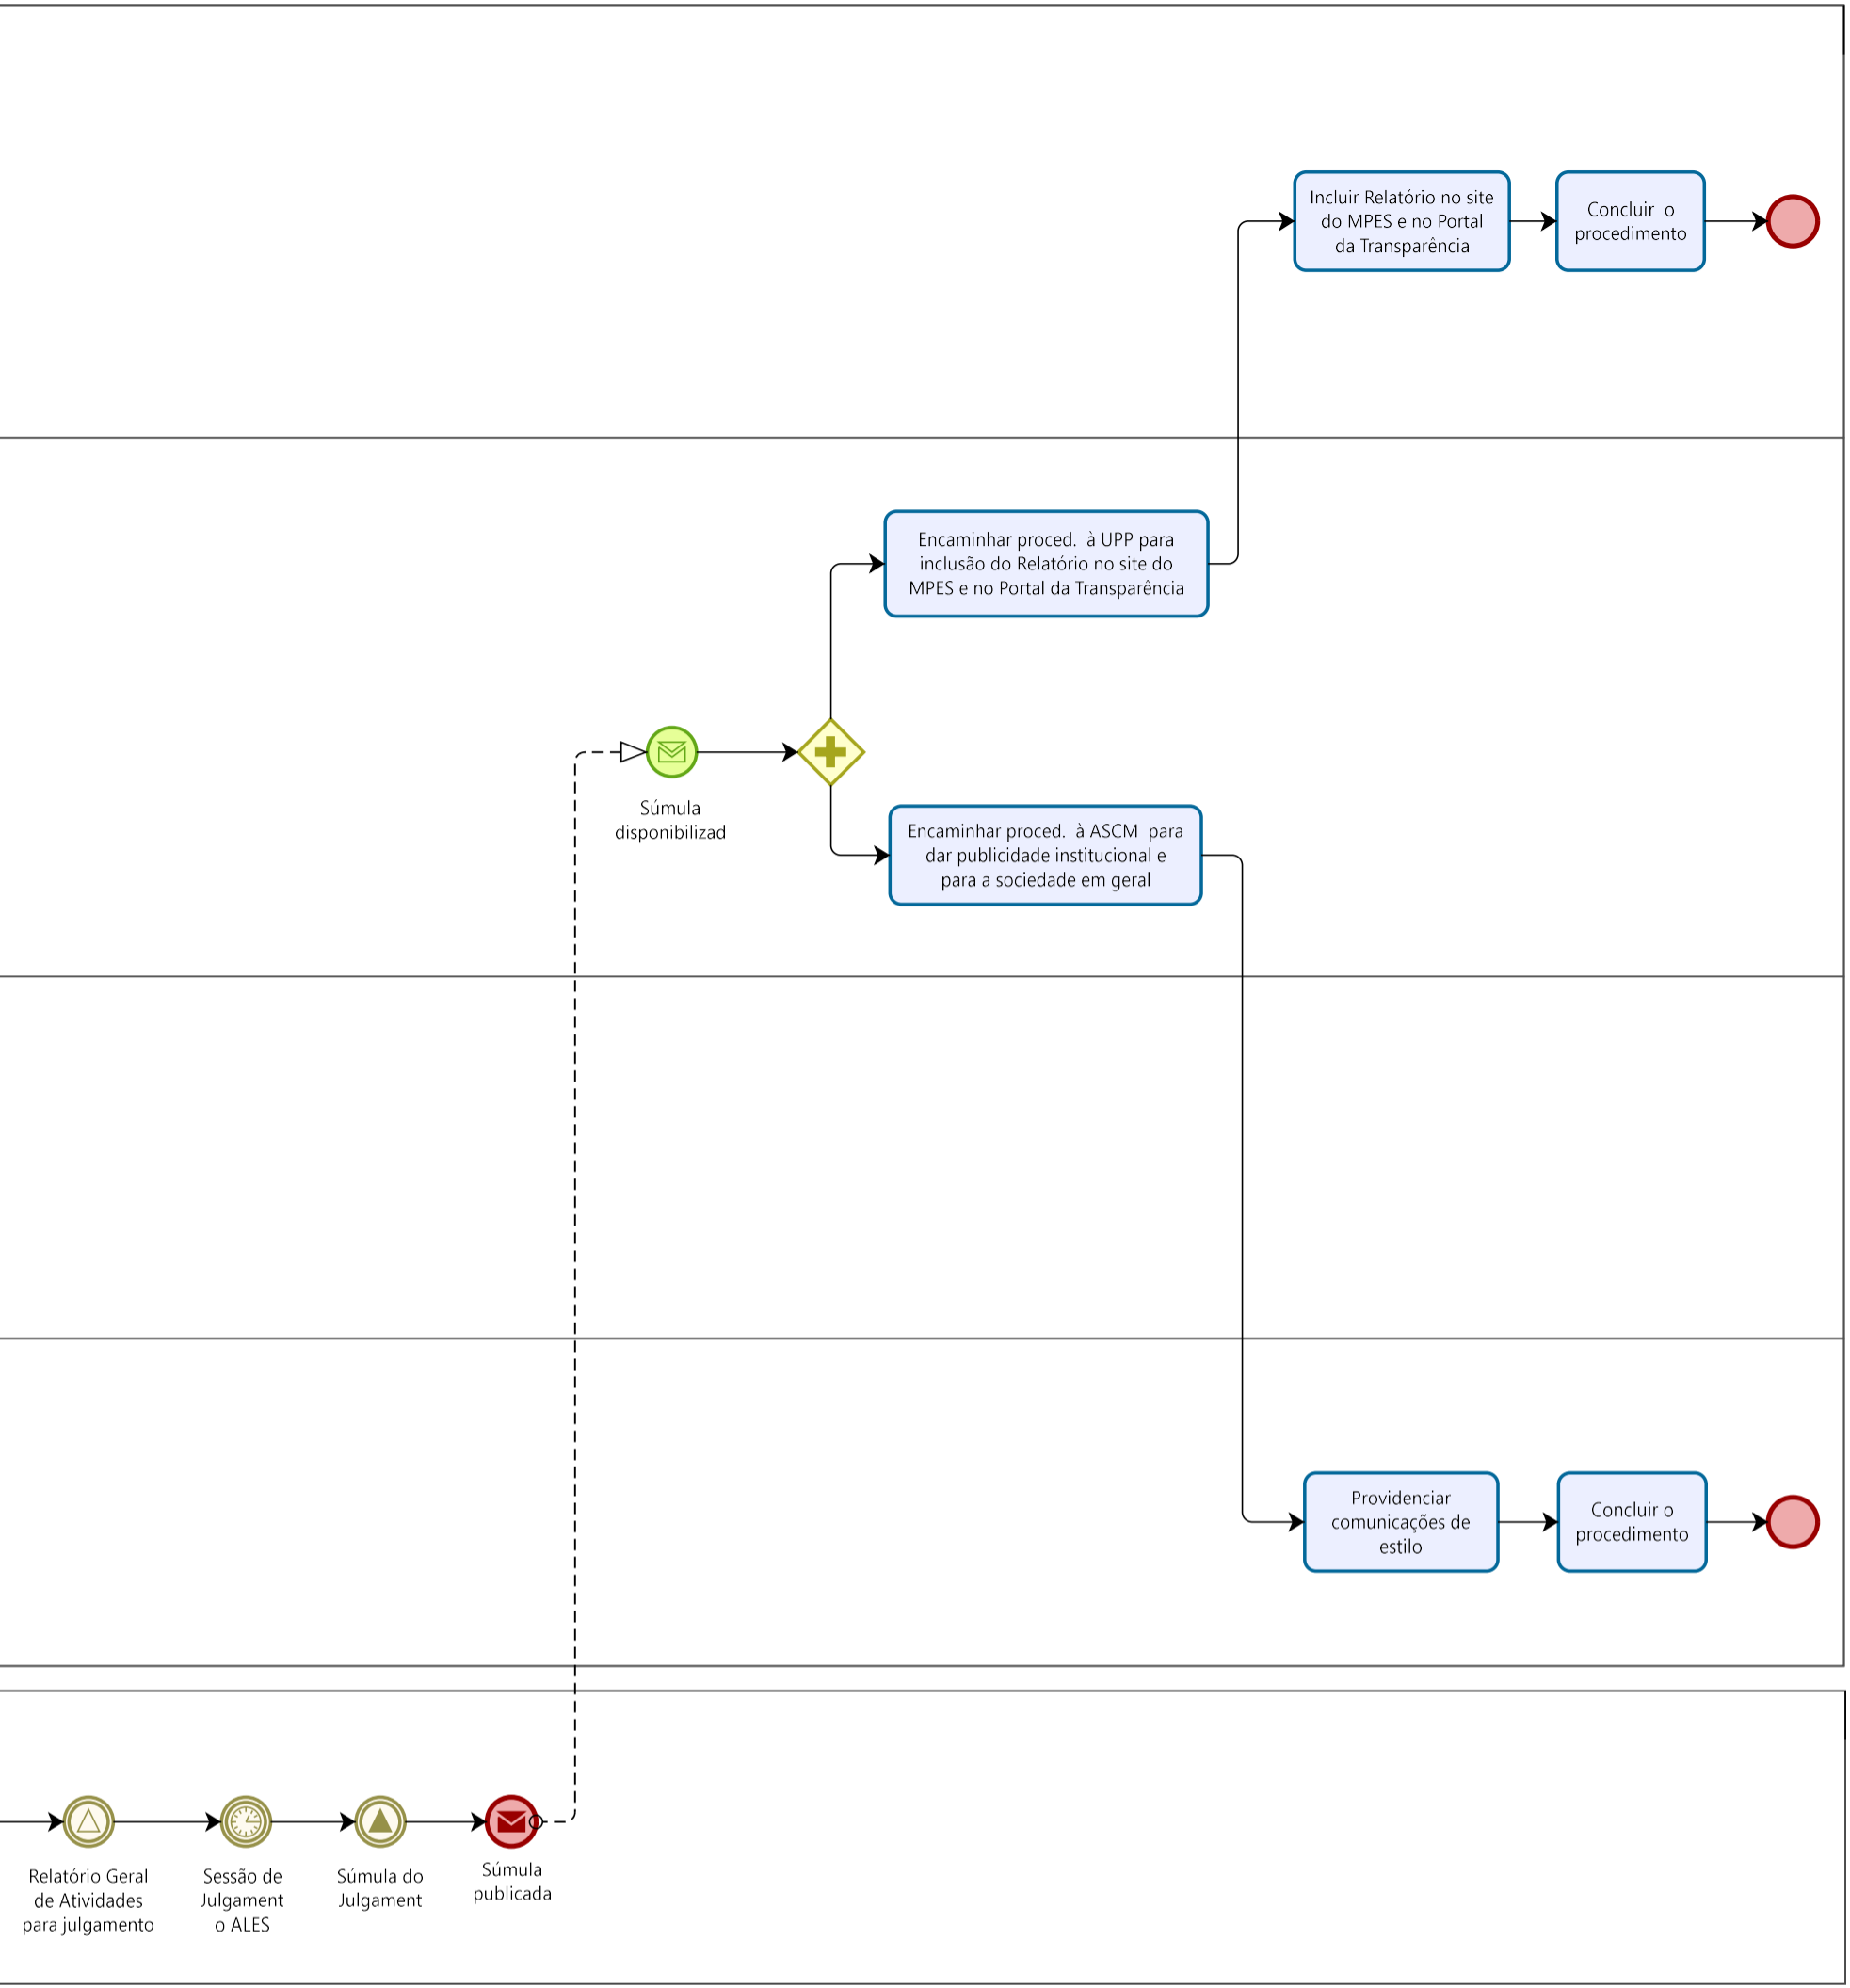 Incluir Relatório no site
do MPES e no Portal
da Transparência
Concluir o
procedimento
Encaminhar proced. à UPP para
inclusão do Relatório no site do
MPES e no Portal da Transparência
Súmula
disponibilizad
Encaminhar proced. à ASCM para
dar publicidade institucional e
para a sociedade em geral
Providenciar
comunicações de
estilo
Concluir o
procedimento
Relatório Geral
de Atividades
para julgamento
Sessão de
Julgament
o ALES
Súmula do
Julgament
Súmula
publicada